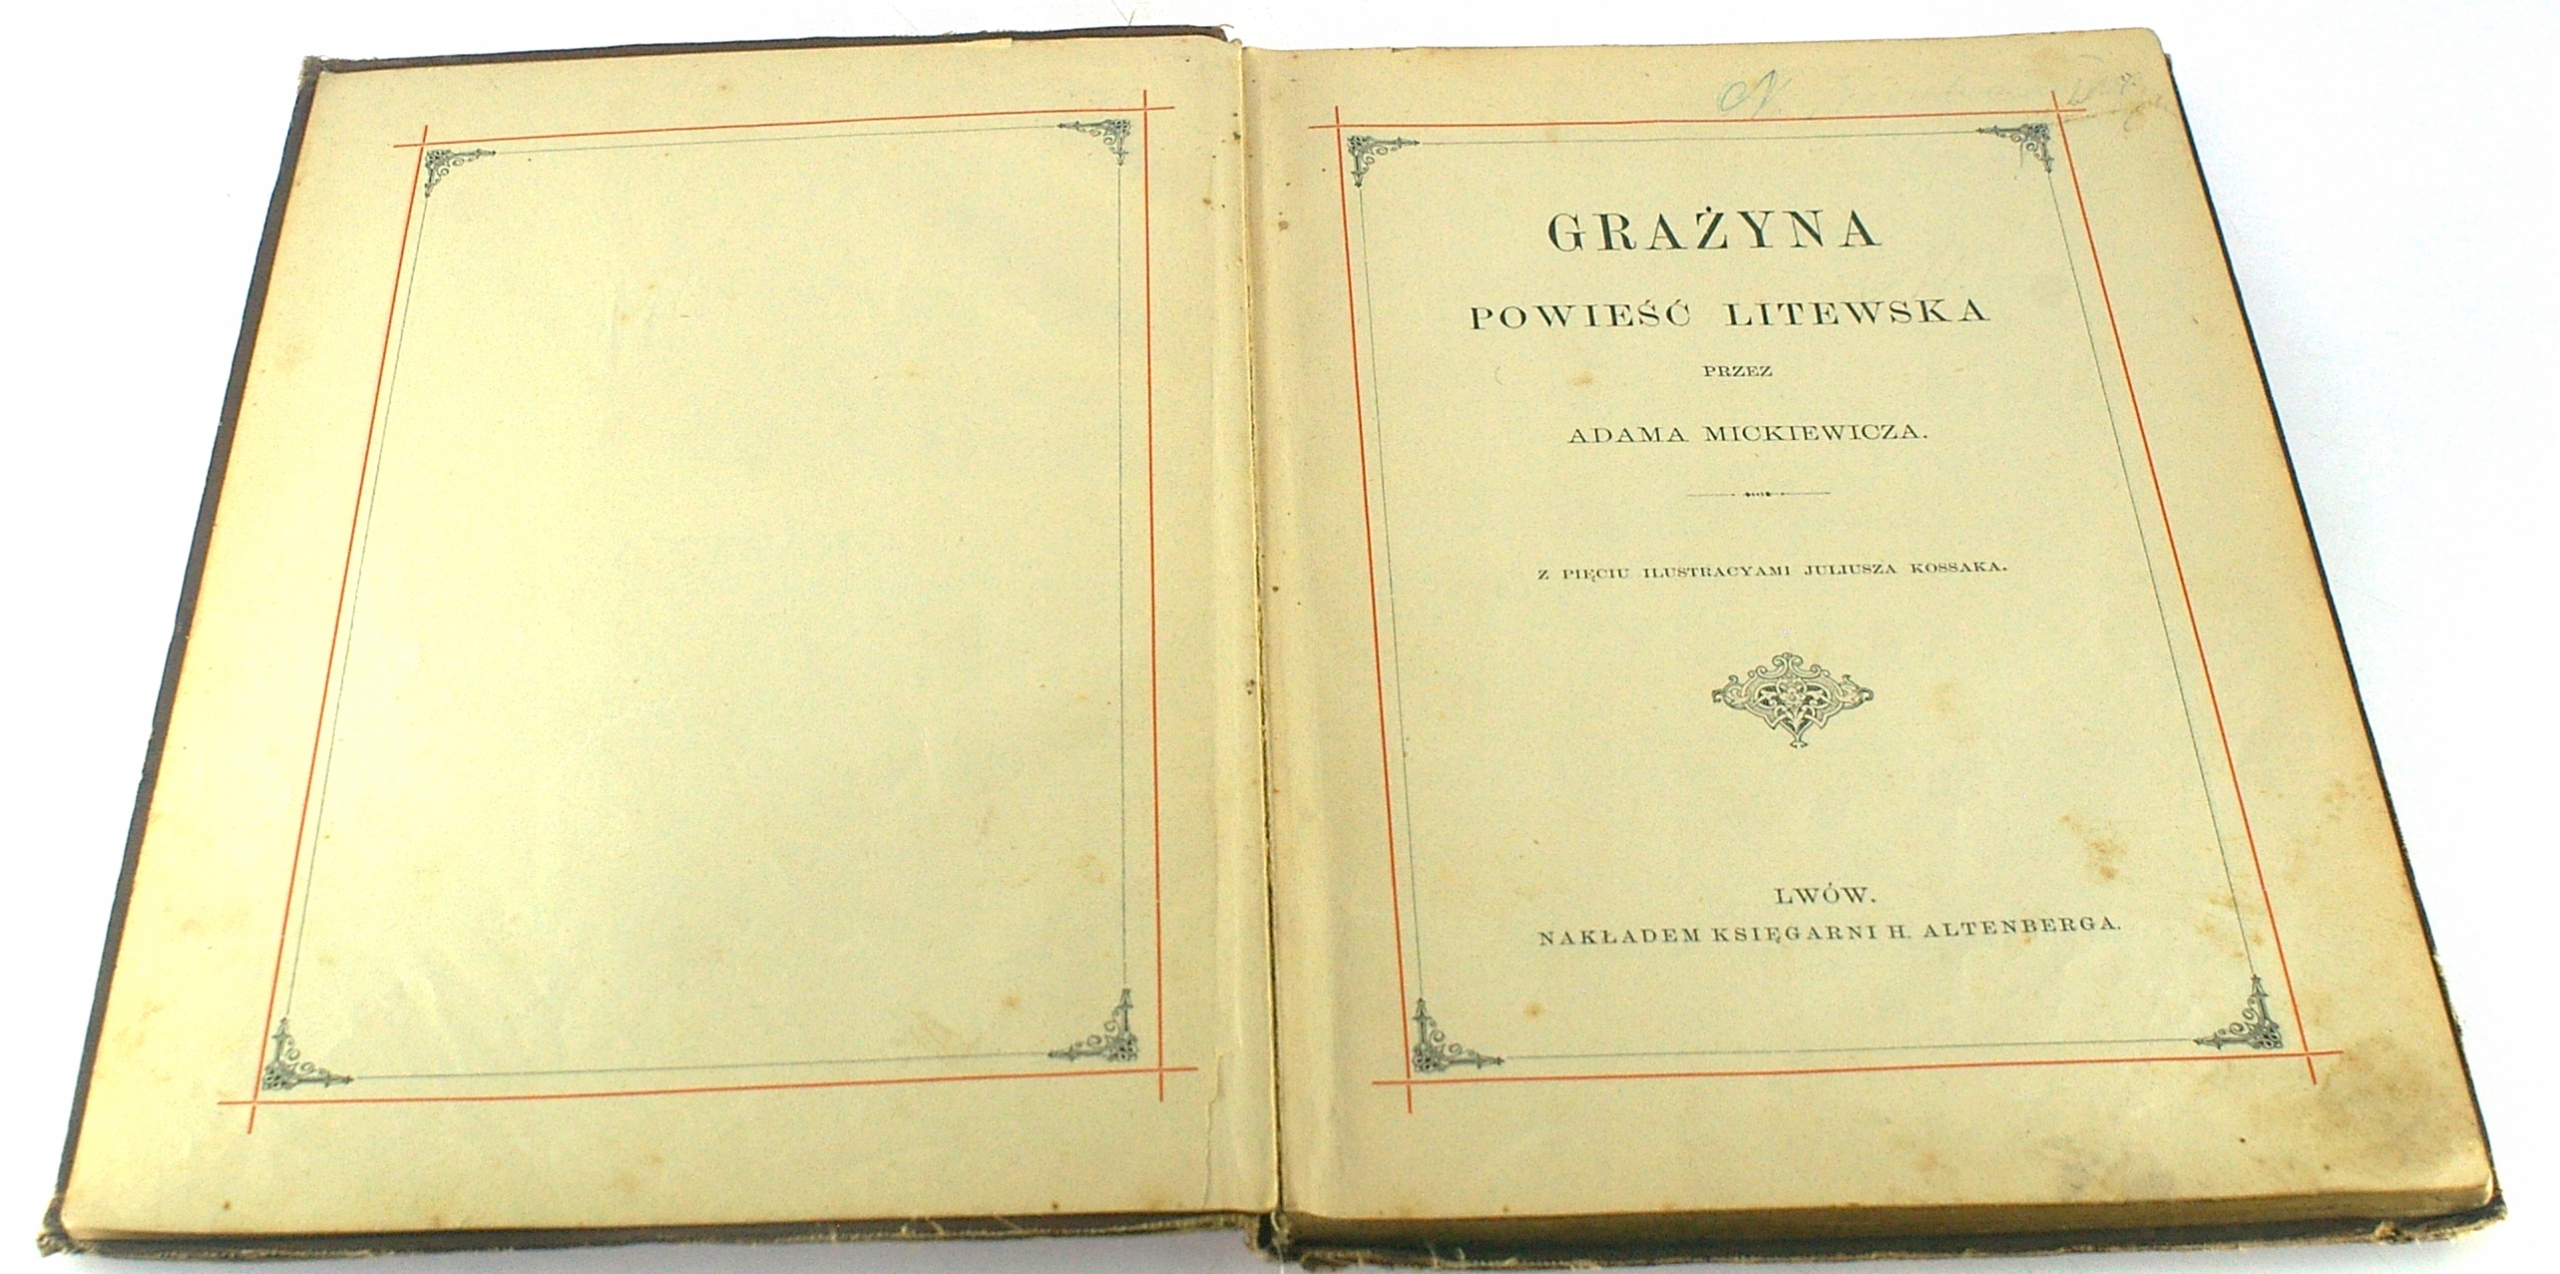 GRAŻYNA
POWIEŚĆ LITEWSKA
PRZEZ
ADAMA MICKIEWICZA.
Z PIĘCIU ILUSTRACYAMI JULIUSZA KOSSAKA.
LWÓW.
NAKŁADEM KSIĘGARNI H. ALTENBERGA.